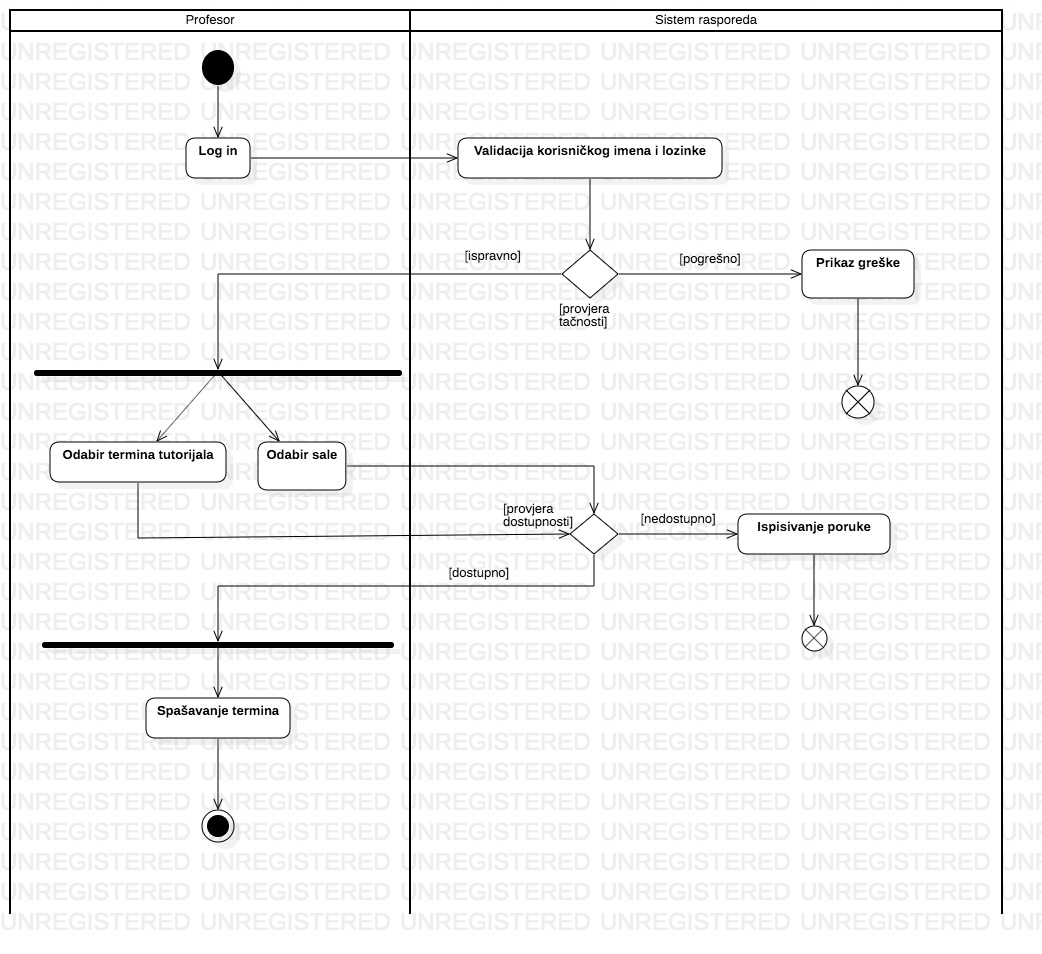 Profesor
Sistem rasporeda
Log in
Validacija korisničkog imena i lozinke
[ispravno]
[pogrešno]
Prikaz greške
[provjera
tačnosti]
Odabir termina tutorijala
Odabir sale
[provjera
dostupnosti]
[nedostupno]
Ispisivanje poruke
[dostupno]
Spašavanje termina
UNREGISTERED